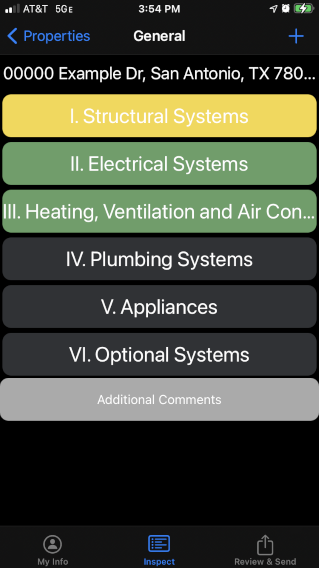 AT&T 5GE 3:54 PM
Properties General +
00000 Example Dr, San Antonio, TX 780...
I. Structural Systems
II. Electrical Systems
III. Heating, Ventilation and Air Con...
IV. Plumbing Systems
V. Appliances
VI. Optional Systems
Additional Comments
My Info Inspect Review & Send